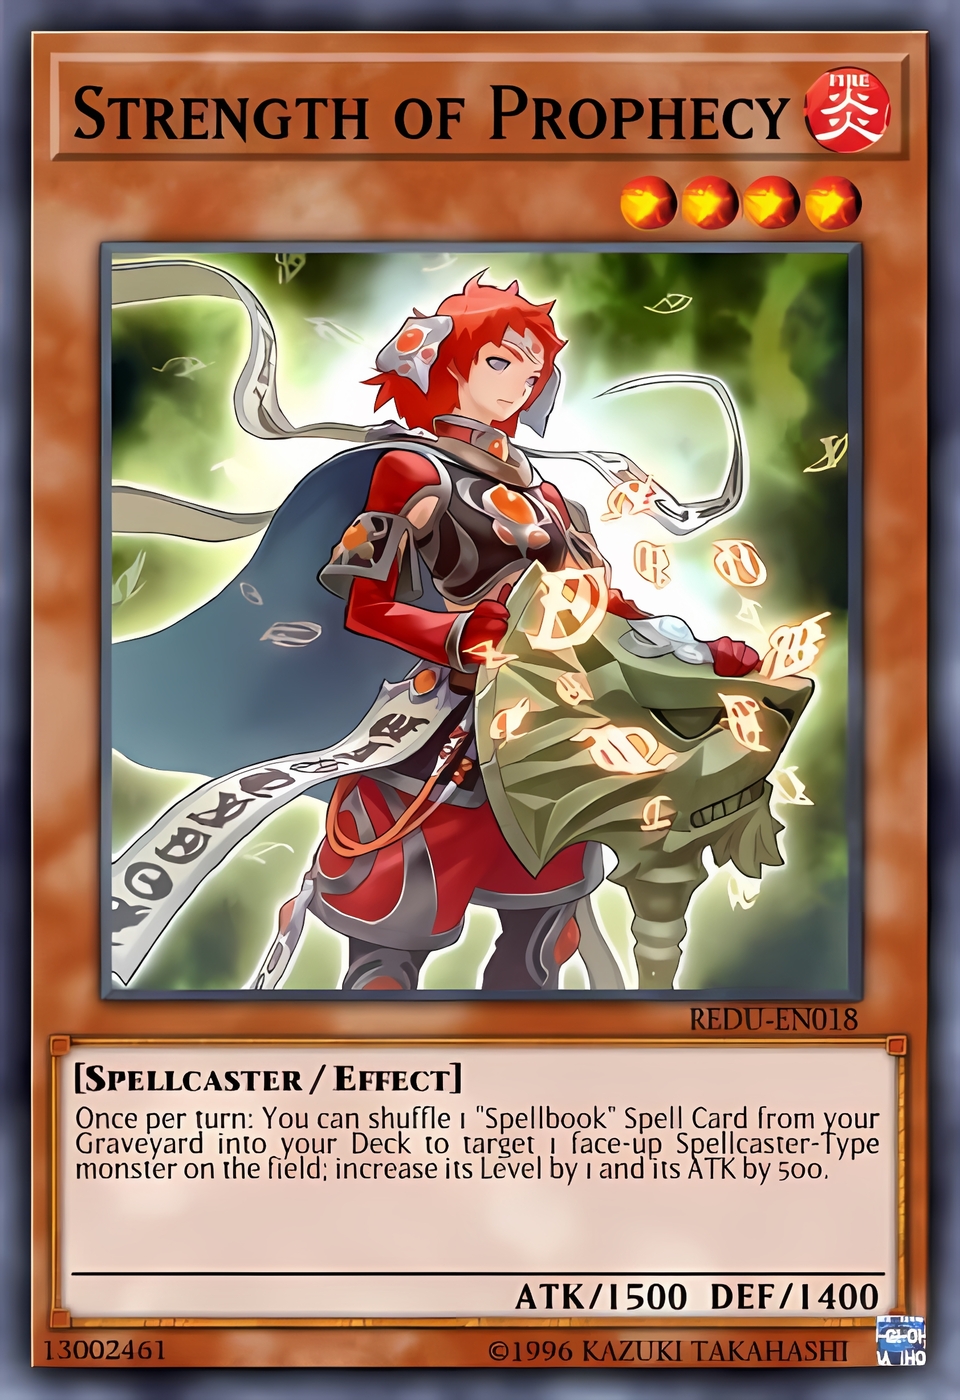 STRENGTH OF PROPHECY
炎
REDU-EN018
[SPELLCASTER / EFFECT]
Once per turn: You can shuffle 1 "Spellbook" Spell Card from your
Graveyard into your Deck to target 1 face-up Spellcaster-Type
monster on the field; increase its Level by 1 and its ATK by 500.
ATK/1500 DEF/1400
13002461
©1996 KAZUKI TAKAHASHI